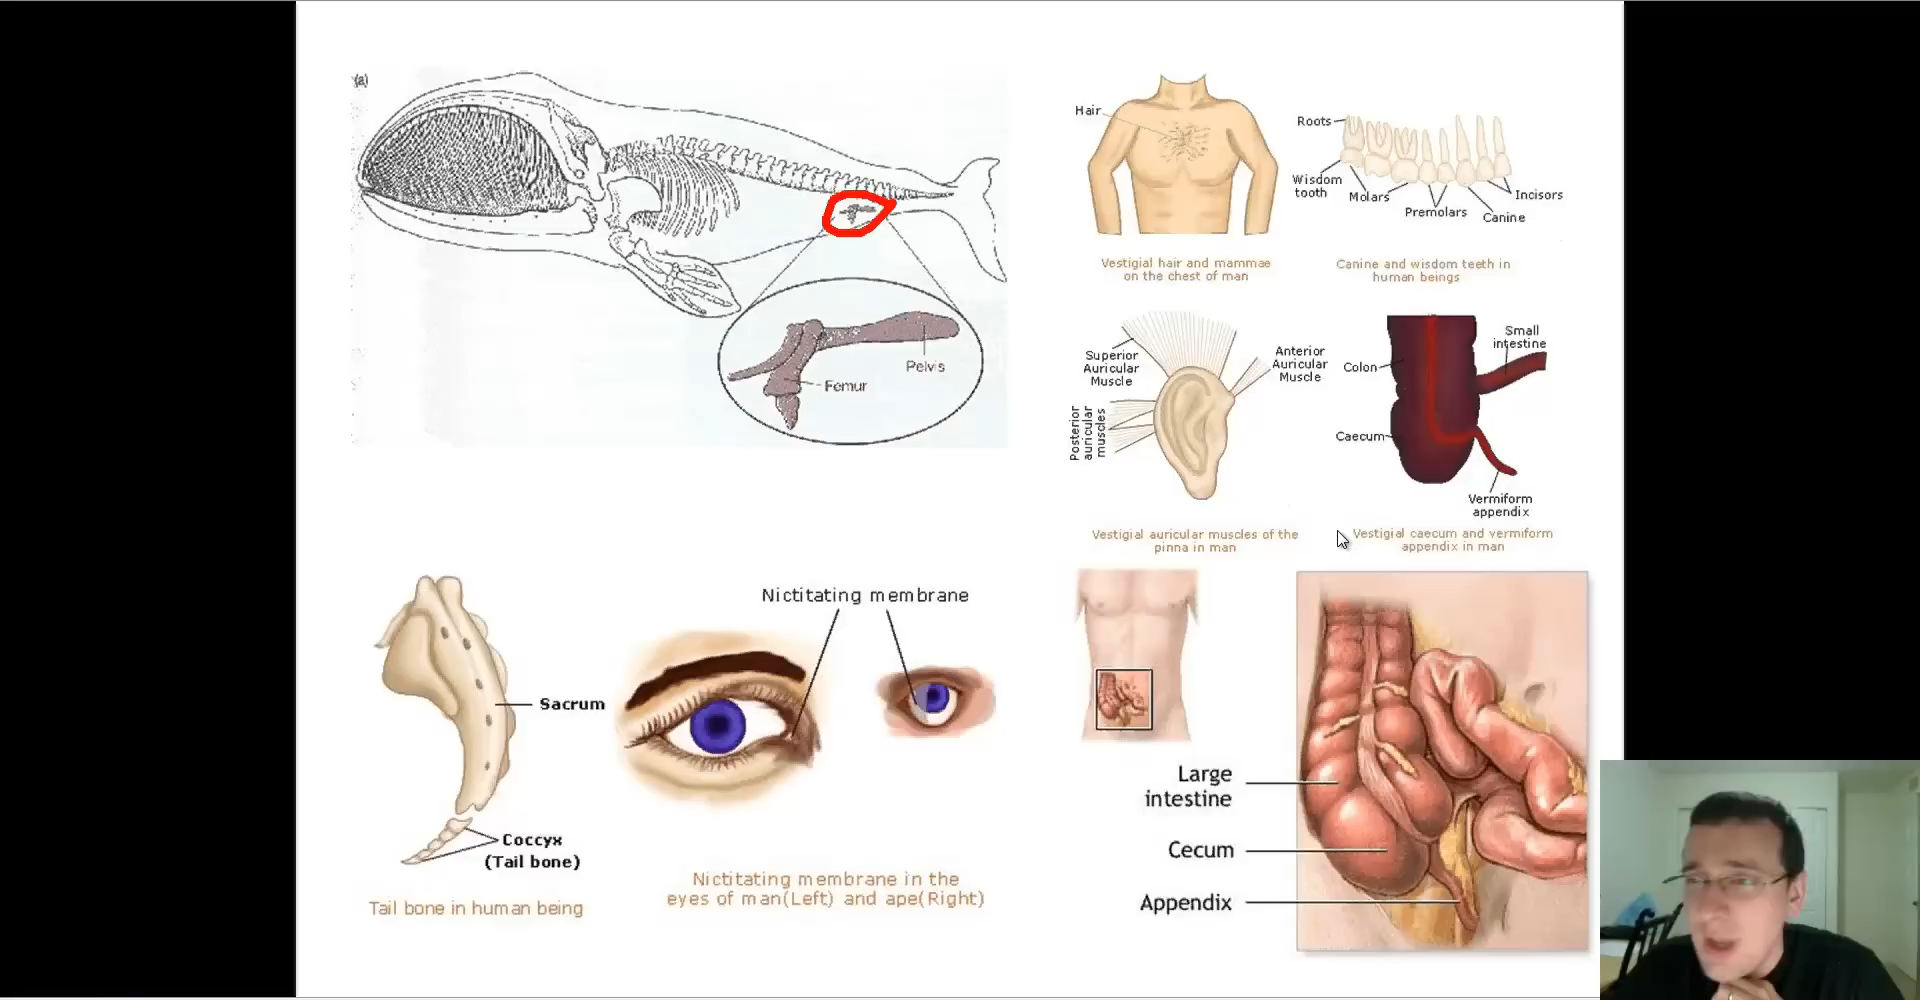 (a)
Pelvis
Femur
Hair
Vestigial hair and mammae
on the chest of man
Roots
Wisdom
tooth
Molars
Premolars
Canine
Incisors
Canine and wisdom teeth in
human beings
Superior
Auricular
Muscle
Anterior
Auricular
Muscle
Posterior
auricular
muscles
Vestigial auricular muscles of the
pinna in man
Small
intestine
Colon
Caecum
Vermiform
appendix
Vestigial caecum and vermiform
appendix in man
Sacrum
Coccyx
(Tail bone)
Tail bone in human being
Nictitating membrane
Nictitating membrane in the
eyes of man(Left) and ape(Right)
Large
intestine
Cecum
Appendix